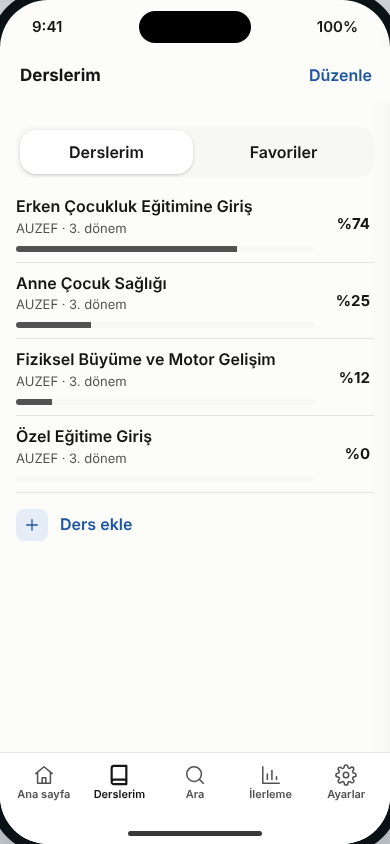 9:41
100%
Derslerim
Düzenle
Derslerim
Favoriler
Erken Çocukluk Eğitimine Giriş
AUZEF · 3. dönem
%74
Anne Çocuk Sağlığı
AUZEF · 3. dönem
%25
Fiziksel Büyüme ve Motor Gelişim
AUZEF · 3. dönem
%12
Özel Eğitime Giriş
AUZEF · 3. dönem
%0
Ders ekle
Ana sayfa
Derslerim
Ara
İlerleme
Ayarlar